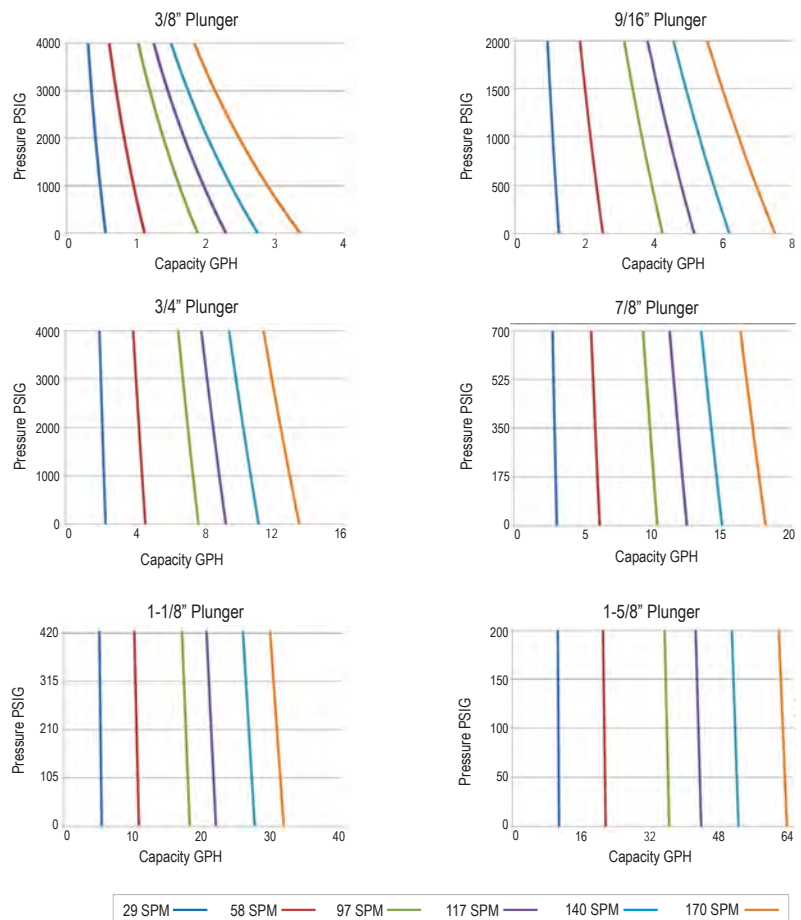 3/8” Plunger
4000
3000
2000
1000
0
Pressure PSIG
0 1 2 3 4
Capacity GPH
9/16” Plunger
2000
1500
1000
500
0
Pressure PSIG
0 2 4 6 8
Capacity GPH
3/4” Plunger
4000
3000
2000
1000
0
Pressure PSIG
0 4 8 12 16
Capacity GPH
7/8” Plunger
700
525
350
175
0
Pressure PSIG
0 5 10 15 20
Capacity GPH
1-1/8” Plunger
420
315
210
105
0
Pressure PSIG
0 10 20 30 40
Capacity GPH
1-5/8” Plunger
200
150
100
50
0
Pressure PSIG
0 16 32 48 64
Capacity GPH
29 SPM 58 SPM 97 SPM 117 SPM 140 SPM 170 SPM